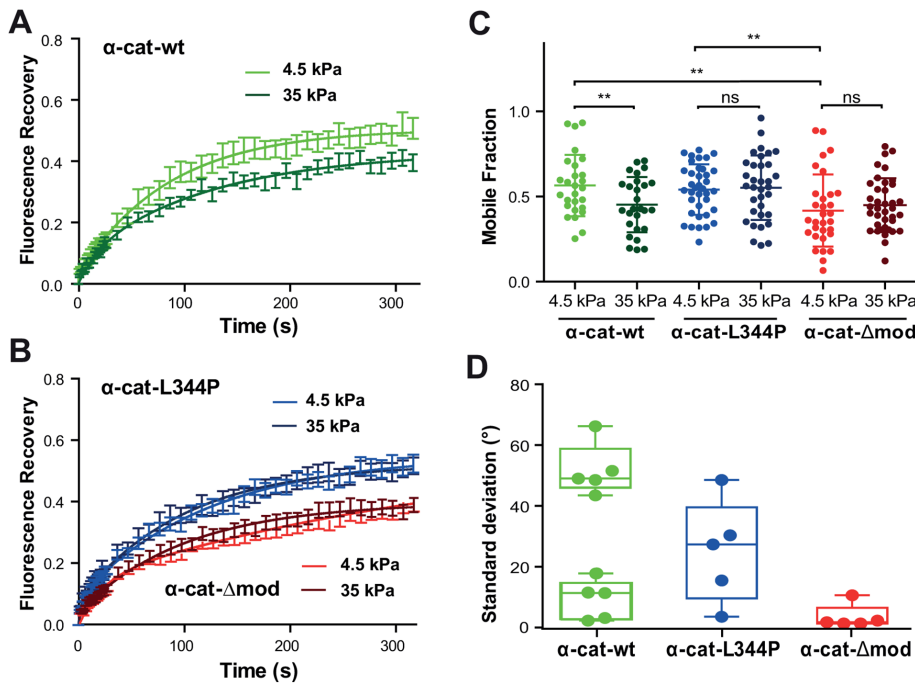 A
α-cat-wt
4.5 kPa
35 kPa
Fluorescence Recovery
0.8
0.6
0.4
0.2
0.0
0
100
200
300
Time (s)
B
α-cat-L344P
4.5 kPa
35 kPa
Fluorescence Recovery
0.8
0.6
0.4
0.2
0.0
4.5 kPa
35 kPa
α-cat-Δmod
0
100
200
300
Time (s)
C
**
**
**
ns
ns
Mobile Fraction
1.0
0.5
0.0
4.5 kPa 35 kPa 4.5 kPa 35 kPa 4.5 kPa 35 kPa
α-cat-wt α-cat-L344P α-cat-Δmod
D
Standard deviation (°)
80
60
40
20
0
α-cat-wt α-cat-L344P α-cat-Δmod